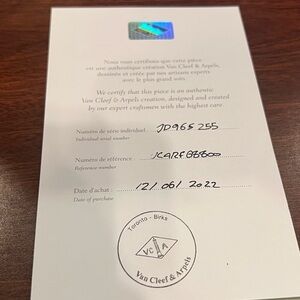 Nous vous certifions que cette pièce
est une authentique création Van Cleef & Arpels,
dessinée et créée par nos artisans experts
avec le plus grand soin.
We certify that this piece is an authentic
Van Cleef & Arpels creation, designed and created
by our expert craftsmen with the highest care.
Numéro de série individuel : JD965255
Individual serial number
Numéro de référence : VCARF88800
Reference number
Date d'achat : 12/06/2022
Date of purchase
Toronto - Birks
VC A
Van Cleef & Arpels